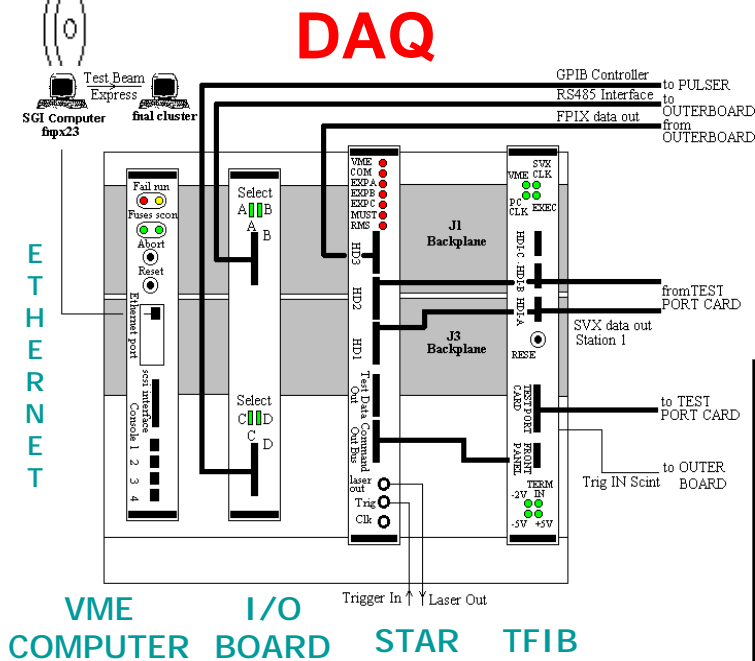 DAQ
Test Beam
Express
SGI Computer
fnpx23
fnal cluster
GPIB Controller
to PULSER
RS485 Interface
to
OUTERBOARD
FPIX data out
from
OUTERBOARD
ETHERNET
Fail run
Fuses scon
Abort
Reset
Ethernet port
scsi interface
Console 1
2
3
4
Select
A B
A
B
Select
C D
C
D
VME
COM
EXPA
EXPB
EXPC
MUST
RMS
HD3
HD2
HD1
Test Data
Out
Command
Out Bus
laser
out
Trig
Clk
J1
Backplane
J3
Backplane
SVX
VME CLK
PC
CLK EXEC
HDI-C
HDI-B
HDI-A
RESE
TEST PORT
CARD
FRONT
PANEL
TERM
-2V IN
-5V +5V
fromTEST
PORT CARD
SVX data out
Station 1
to TEST
PORT CARD
to OUTER
BOARD
Trig IN Scint
Trigger In
Laser Out
VME
COMPUTER
I/O
BOARD
STAR
TFIB